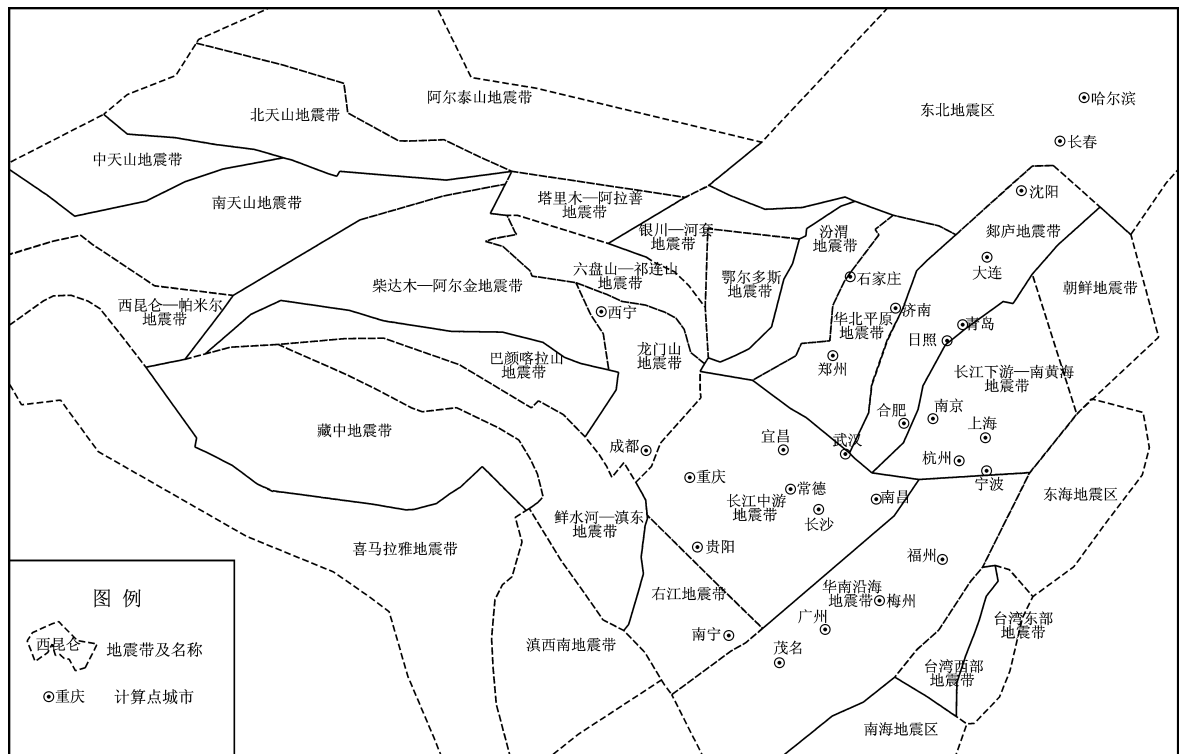 阿尔泰山地震带
哈尔滨
东北地震区
北天山地震带
长春
中天山地震带
沈阳
南天山地震带
塔里木—阿拉善
地震带
银川—河套
地震带
汾渭
地震带
郯庐地震带
大连
六盘山—祁连山
地震带
鄂尔多斯
地震带
石家庄
柴达木—阿尔金地震带
朝鲜地震带
西昆仑—帕米尔
地震带
西宁
济南
华北平原
地震带
青岛
日照
龙门山
地震带
巴颜喀拉山
地震带
郑州
长江下游—南黄海
地震带
合肥
南京
上海
藏中地震带
成都
宜昌
武汉
杭州
宁波
重庆
常德
南昌
东海地震区
长江中游
地震带
长沙
鲜水河—滇东
地震带
喜马拉雅地震带
贵阳
福州
右江地震带
华南沿海
地震带
梅州
广州
台湾东部
地震带
南宁
滇西南地震带
茂名
台湾西部
地震带
南海地震区
图 例
西昆仑
地震带及名称
重庆
计算点城市